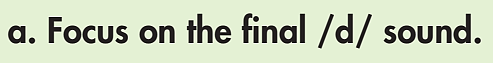 a. Focus on the final /d/ sound.